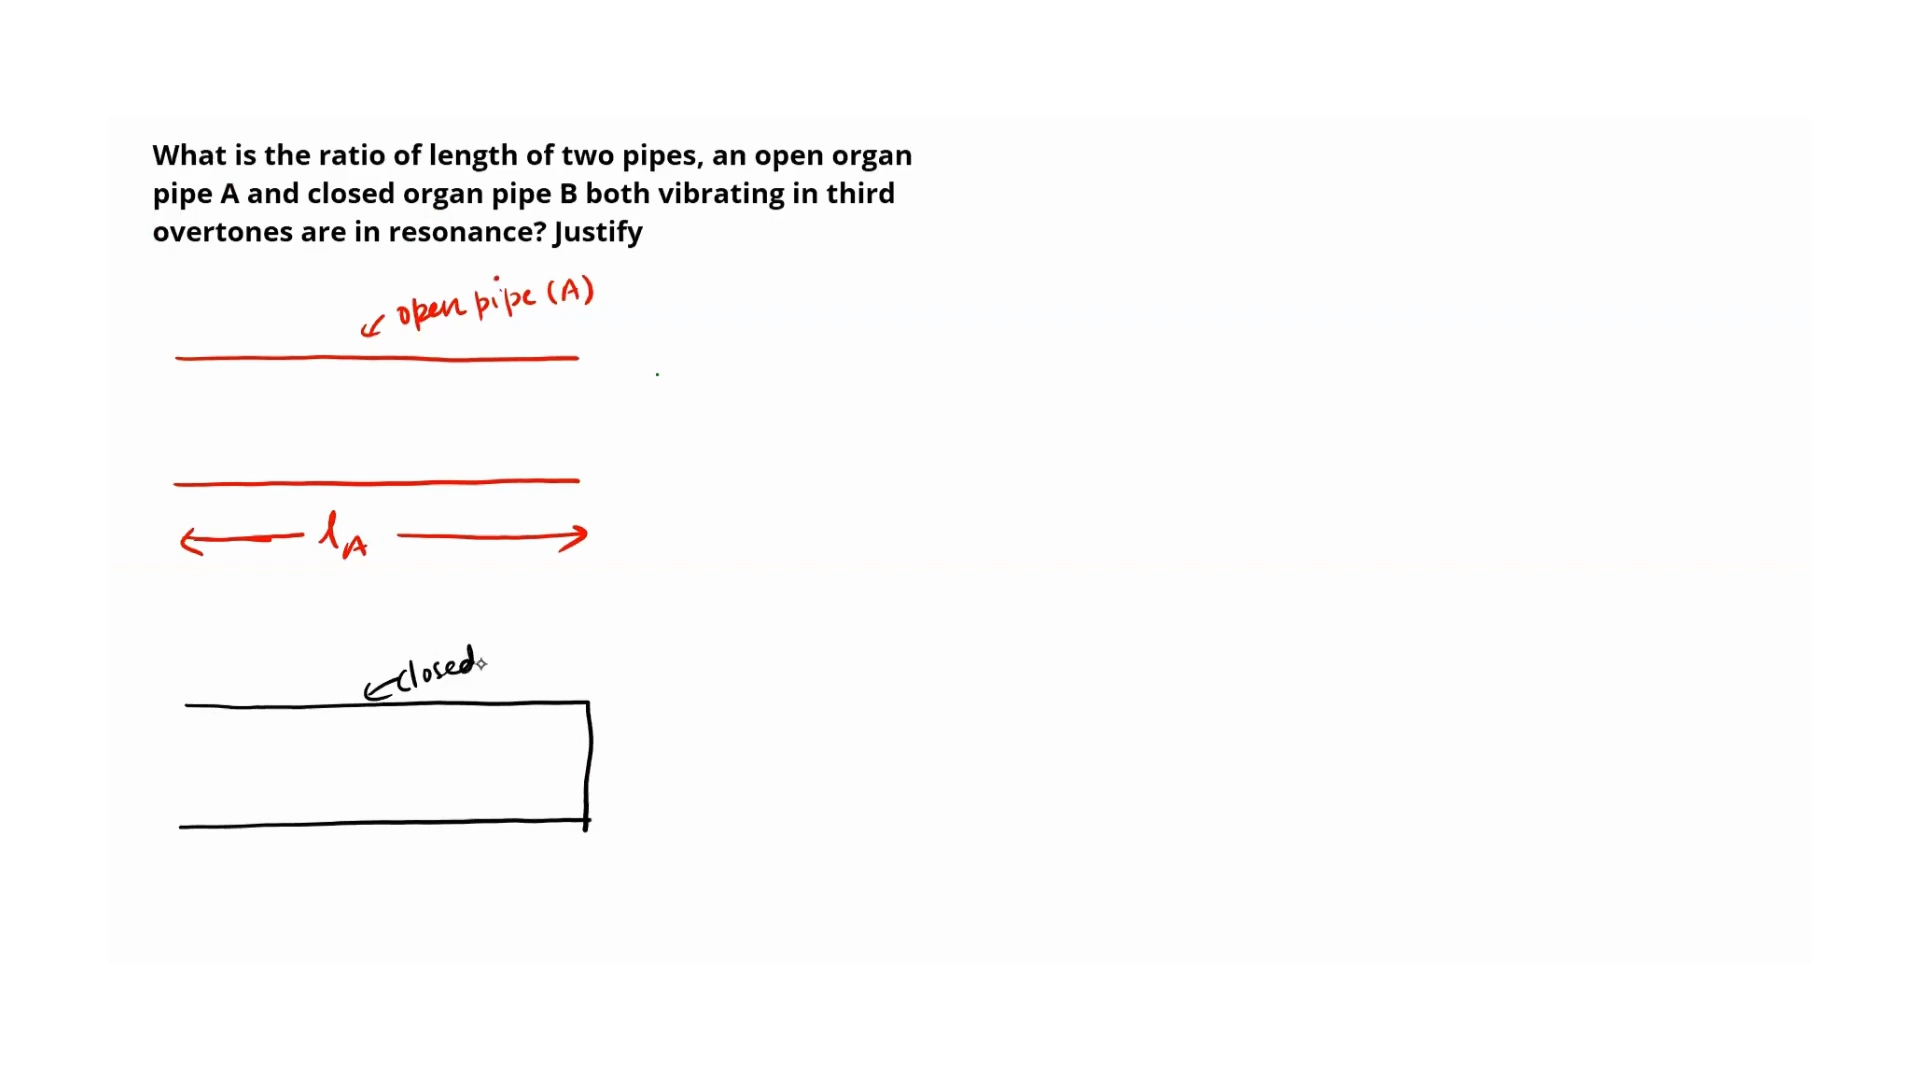 What is the ratio of length of two pipes, an open organ
pipe A and closed organ pipe B both vibrating in third
overtones are in resonance? Justify
open pipe (A)
l_A
closed